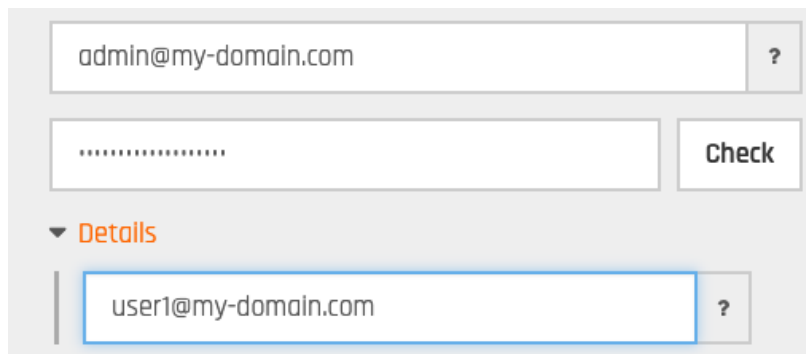 admin@my-domain.com ?
••••••••••••••••••• Check
Details
user1@my-domain.com ?